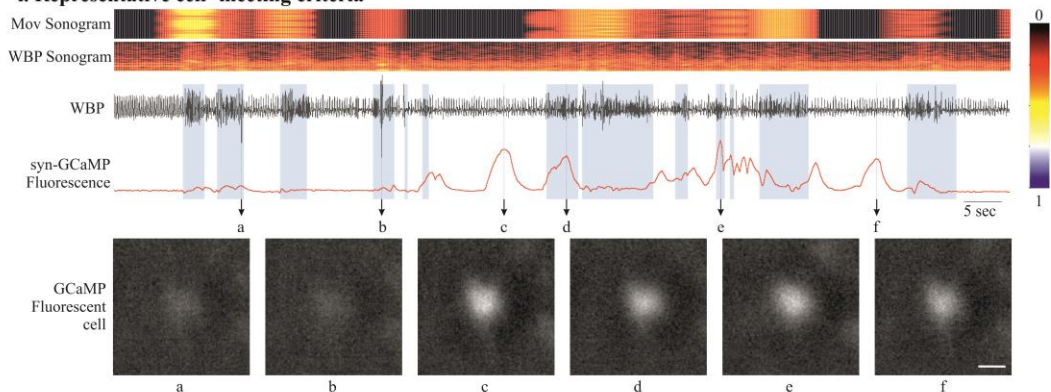 a Representative cell meeting criteria
Mov Sonogram
0
WBP Sonogram
WBP
syn-GCaMP
Fluorescence
1
5 sec
a b c d e f
GCaMP
Fluorescent
cell
a b c d e f